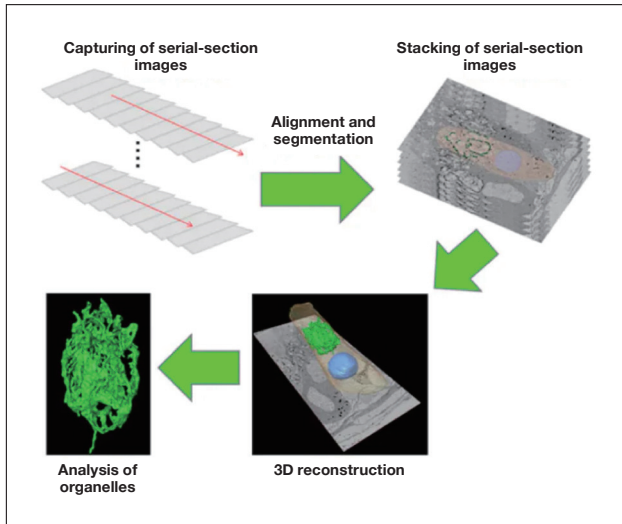 Capturing of serial-section
images
Stacking of serial-section
images
Alignment and
segmentation
Analysis of
organelles
3D reconstruction